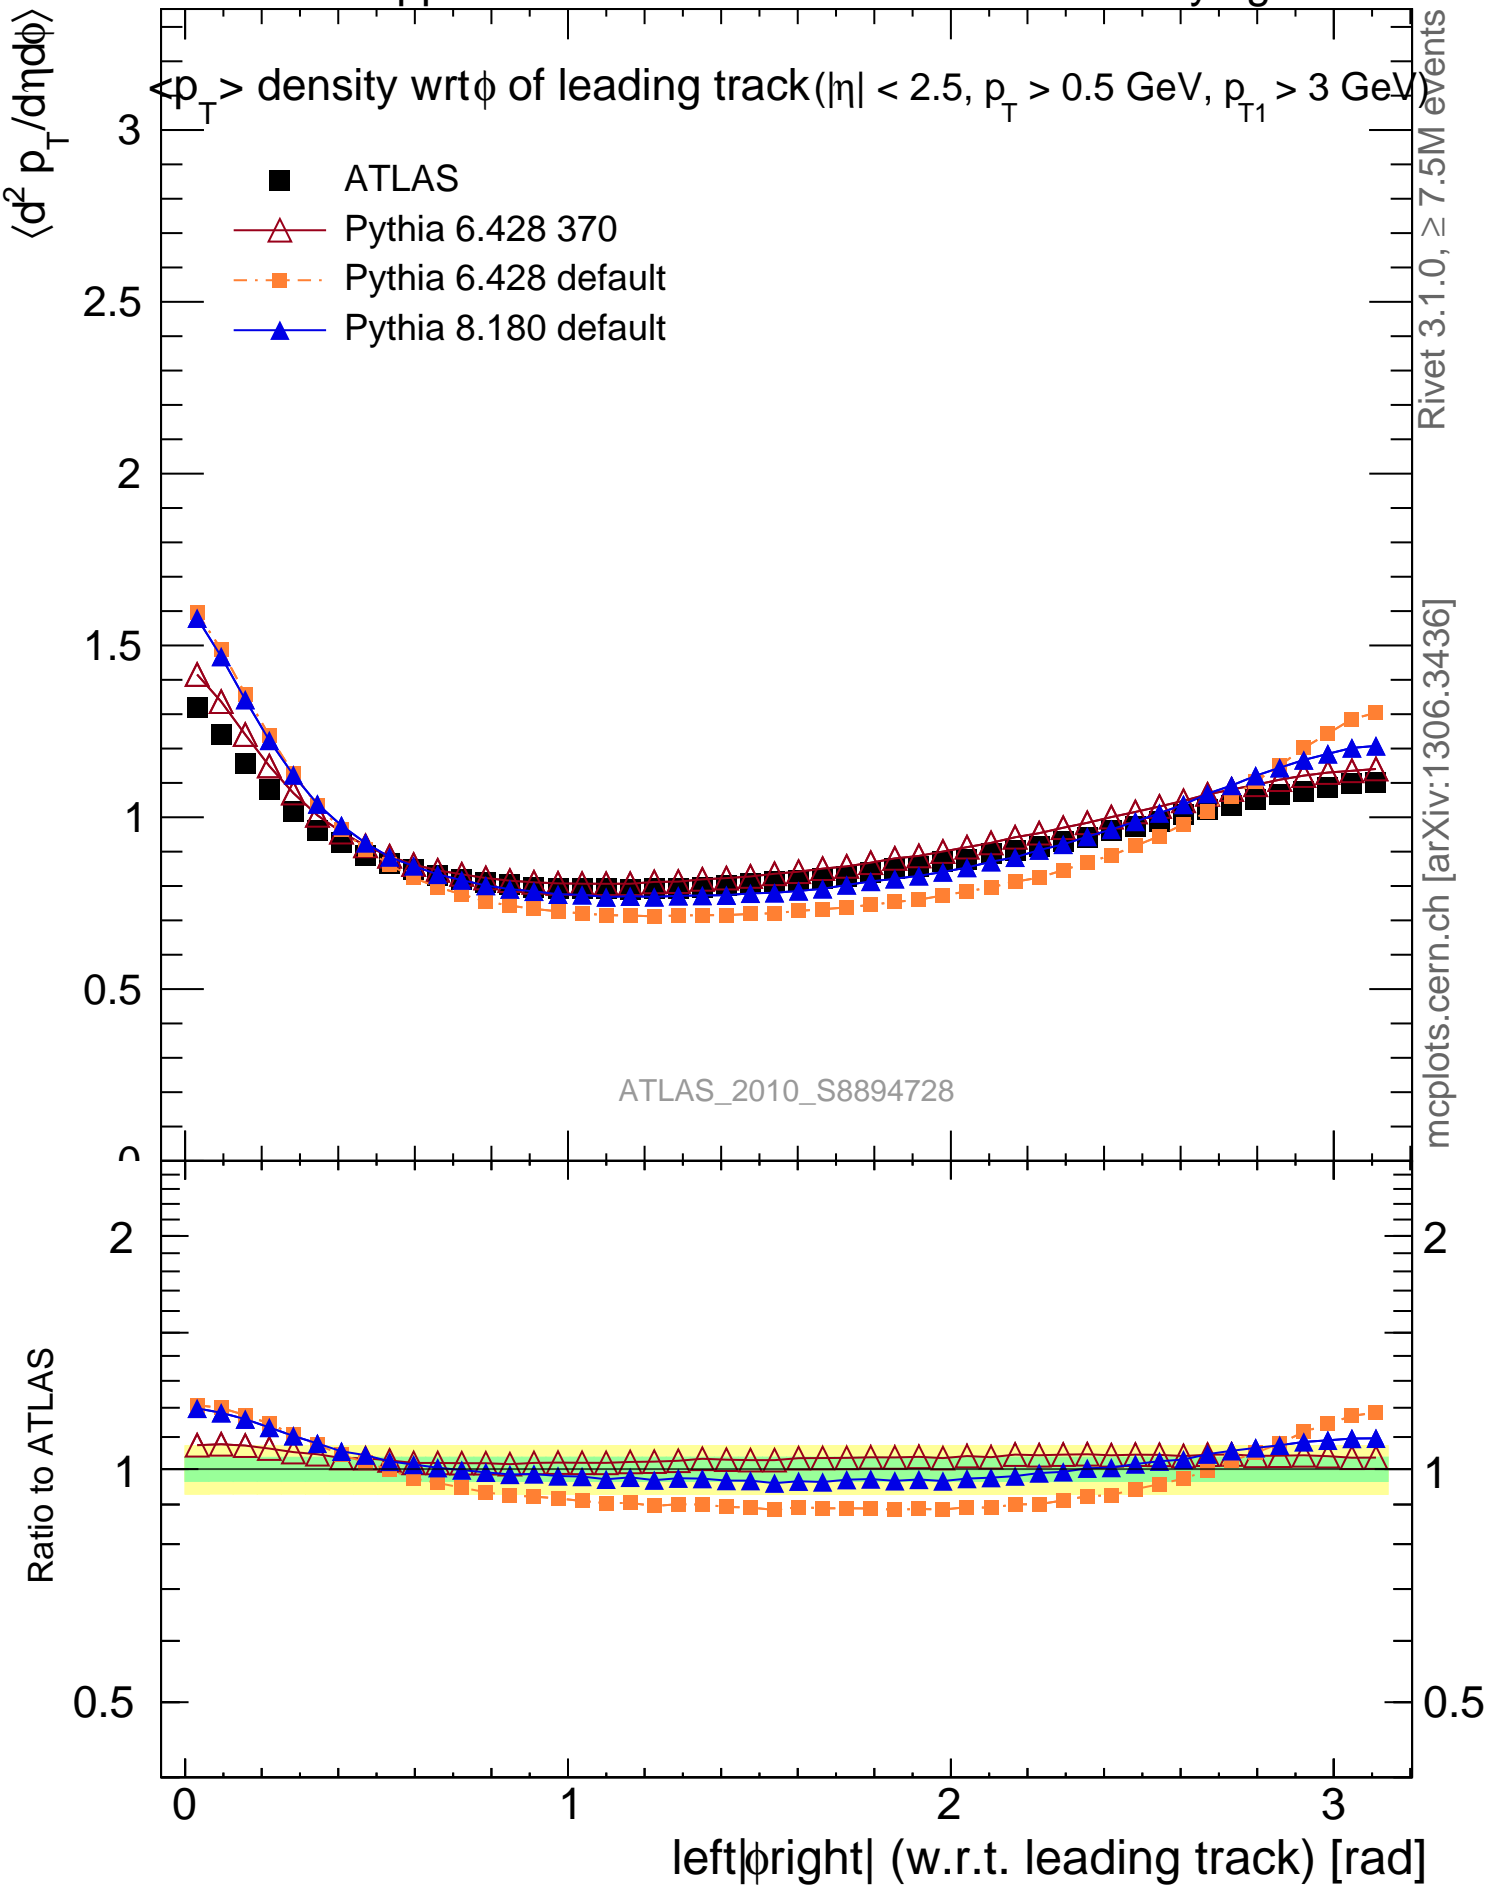 ⟨d² p_T/dηdϕ⟩
<p_T> density wrt ϕ of leading track (|η| < 2.5, p_T > 0.5 GeV, p_T1 > 3 GeV)
ATLAS
Pythia 6.428 370
Pythia 6.428 default
Pythia 8.180 default
3
2.5
2
1.5
1
0.5
0
ATLAS_2010_S8894728
Rivet 3.1.0, ≥ 7.5M events
mcplots.cern.ch [arXiv:1306.3436]
Ratio to ATLAS
2
1
0.5
2
1
0.5
0
1
2
3
left|ϕright| (w.r.t. leading track) [rad]